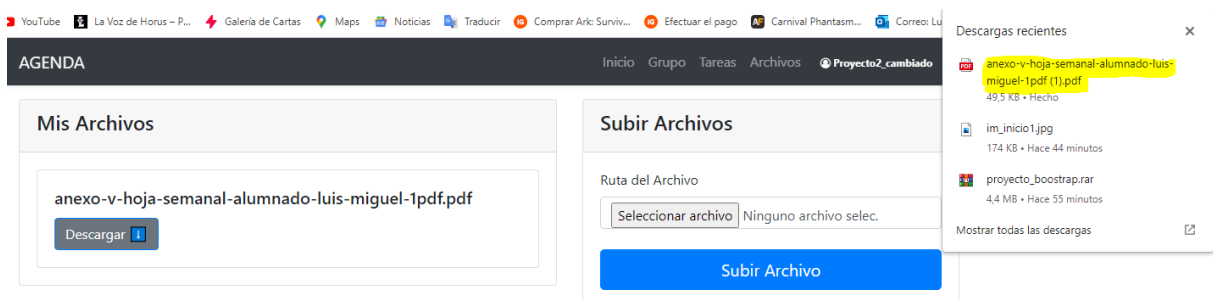 YouTube La Voz de Horus – P... Galería de Cartas Maps Noticias Traducir Comprar Ark: Surviv... Efectuar el pago Carnival Phantasm... Correo: Lu
AGENDA
Inicio Grupo Tareas Archivos Proyecto2_cambiado
Mis Archivos
anexo-v-hoja-semanal-alumnado-luis-miguel-1pdf.pdf
Descargar
Subir Archivos
Ruta del Archivo
Seleccionar archivo Ninguno archivo selec.
Subir Archivo
Descargas recientes
PDF
anexo-v-hoja-semanal-alumnado-luis-
miguel-1pdf (1).pdf
49,5 KB • Hecho
im_inicio1.jpg
174 KB • Hace 44 minutos
proyecto_boostrap.rar
4,4 MB • Hace 55 minutos
Mostrar todas las descargas